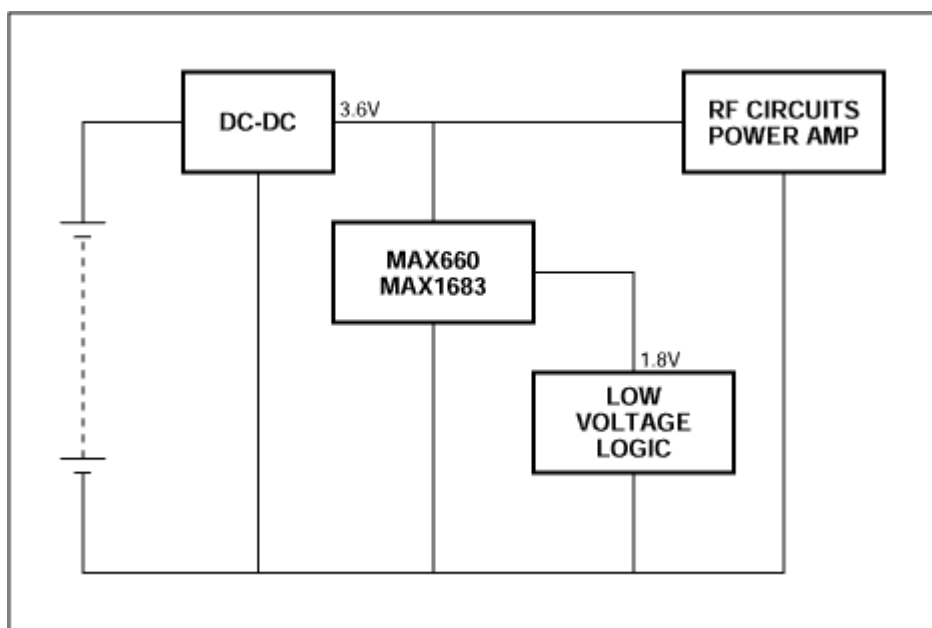 DC-DC
3.6V
RF CIRCUITS
POWER AMP
MAX660
MAX1683
1.8V
LOW
VOLTAGE
LOGIC